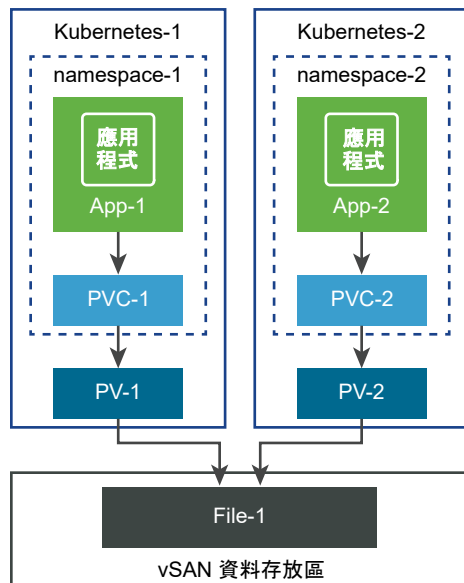 Kubernetes-1
namespace-1
應用
程式
App-1
PVC-1
PV-1
Kubernetes-2
namespace-2
應用
程式
App-2
PVC-2
PV-2
File-1
vSAN 資料存放區